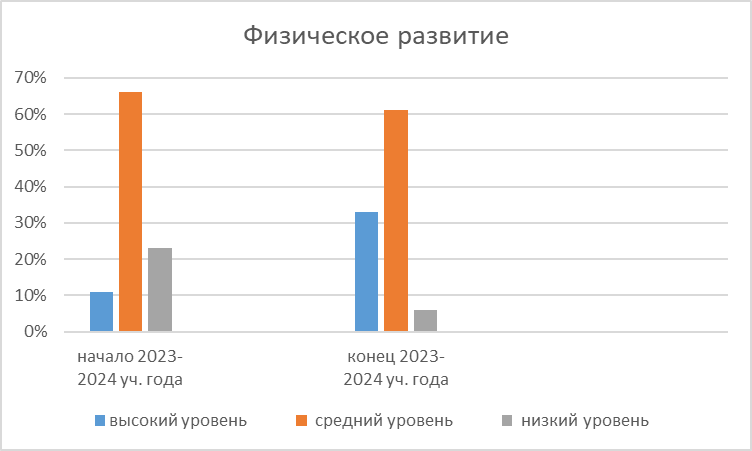 Физическое развитие
70%
60%
50%
40%
30%
20%
10%
0%
начало 2023-
2024 уч. года
конец 2023-
2024 уч. года
высокий уровень
средний уровень
низкий уровень